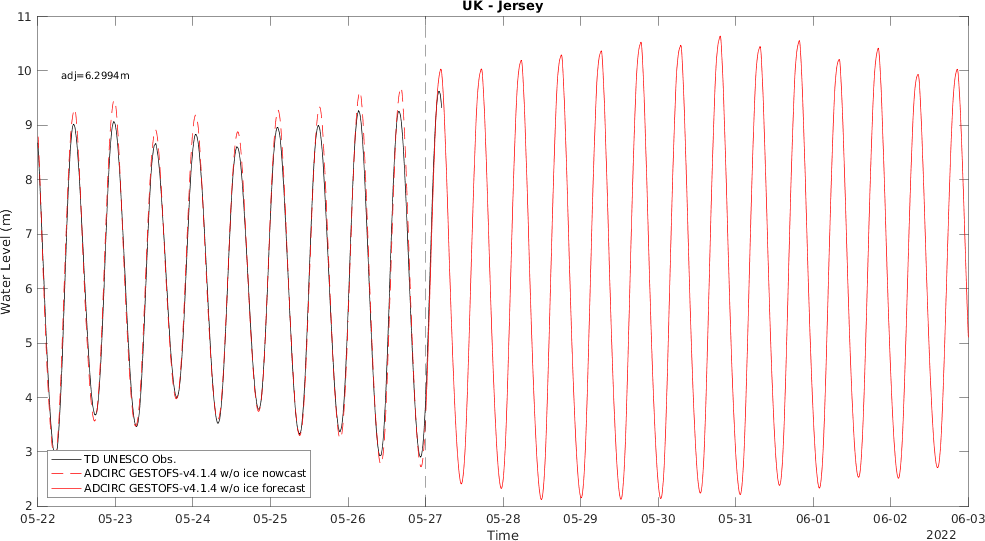 UK - Jersey
11
10
9
8
7
6
5
4
3
2
Water Level (m)
adj=6.2994m
TD UNESCO Obs.
ADCIRC GESTOFS-v4.1.4 w/o ice nowcast
ADCIRC GESTOFS-v4.1.4 w/o ice forecast
05-22 05-23 05-24 05-25 05-26 05-27 05-28 05-29 05-30 05-31 06-01 06-02 06-03
Time
2022